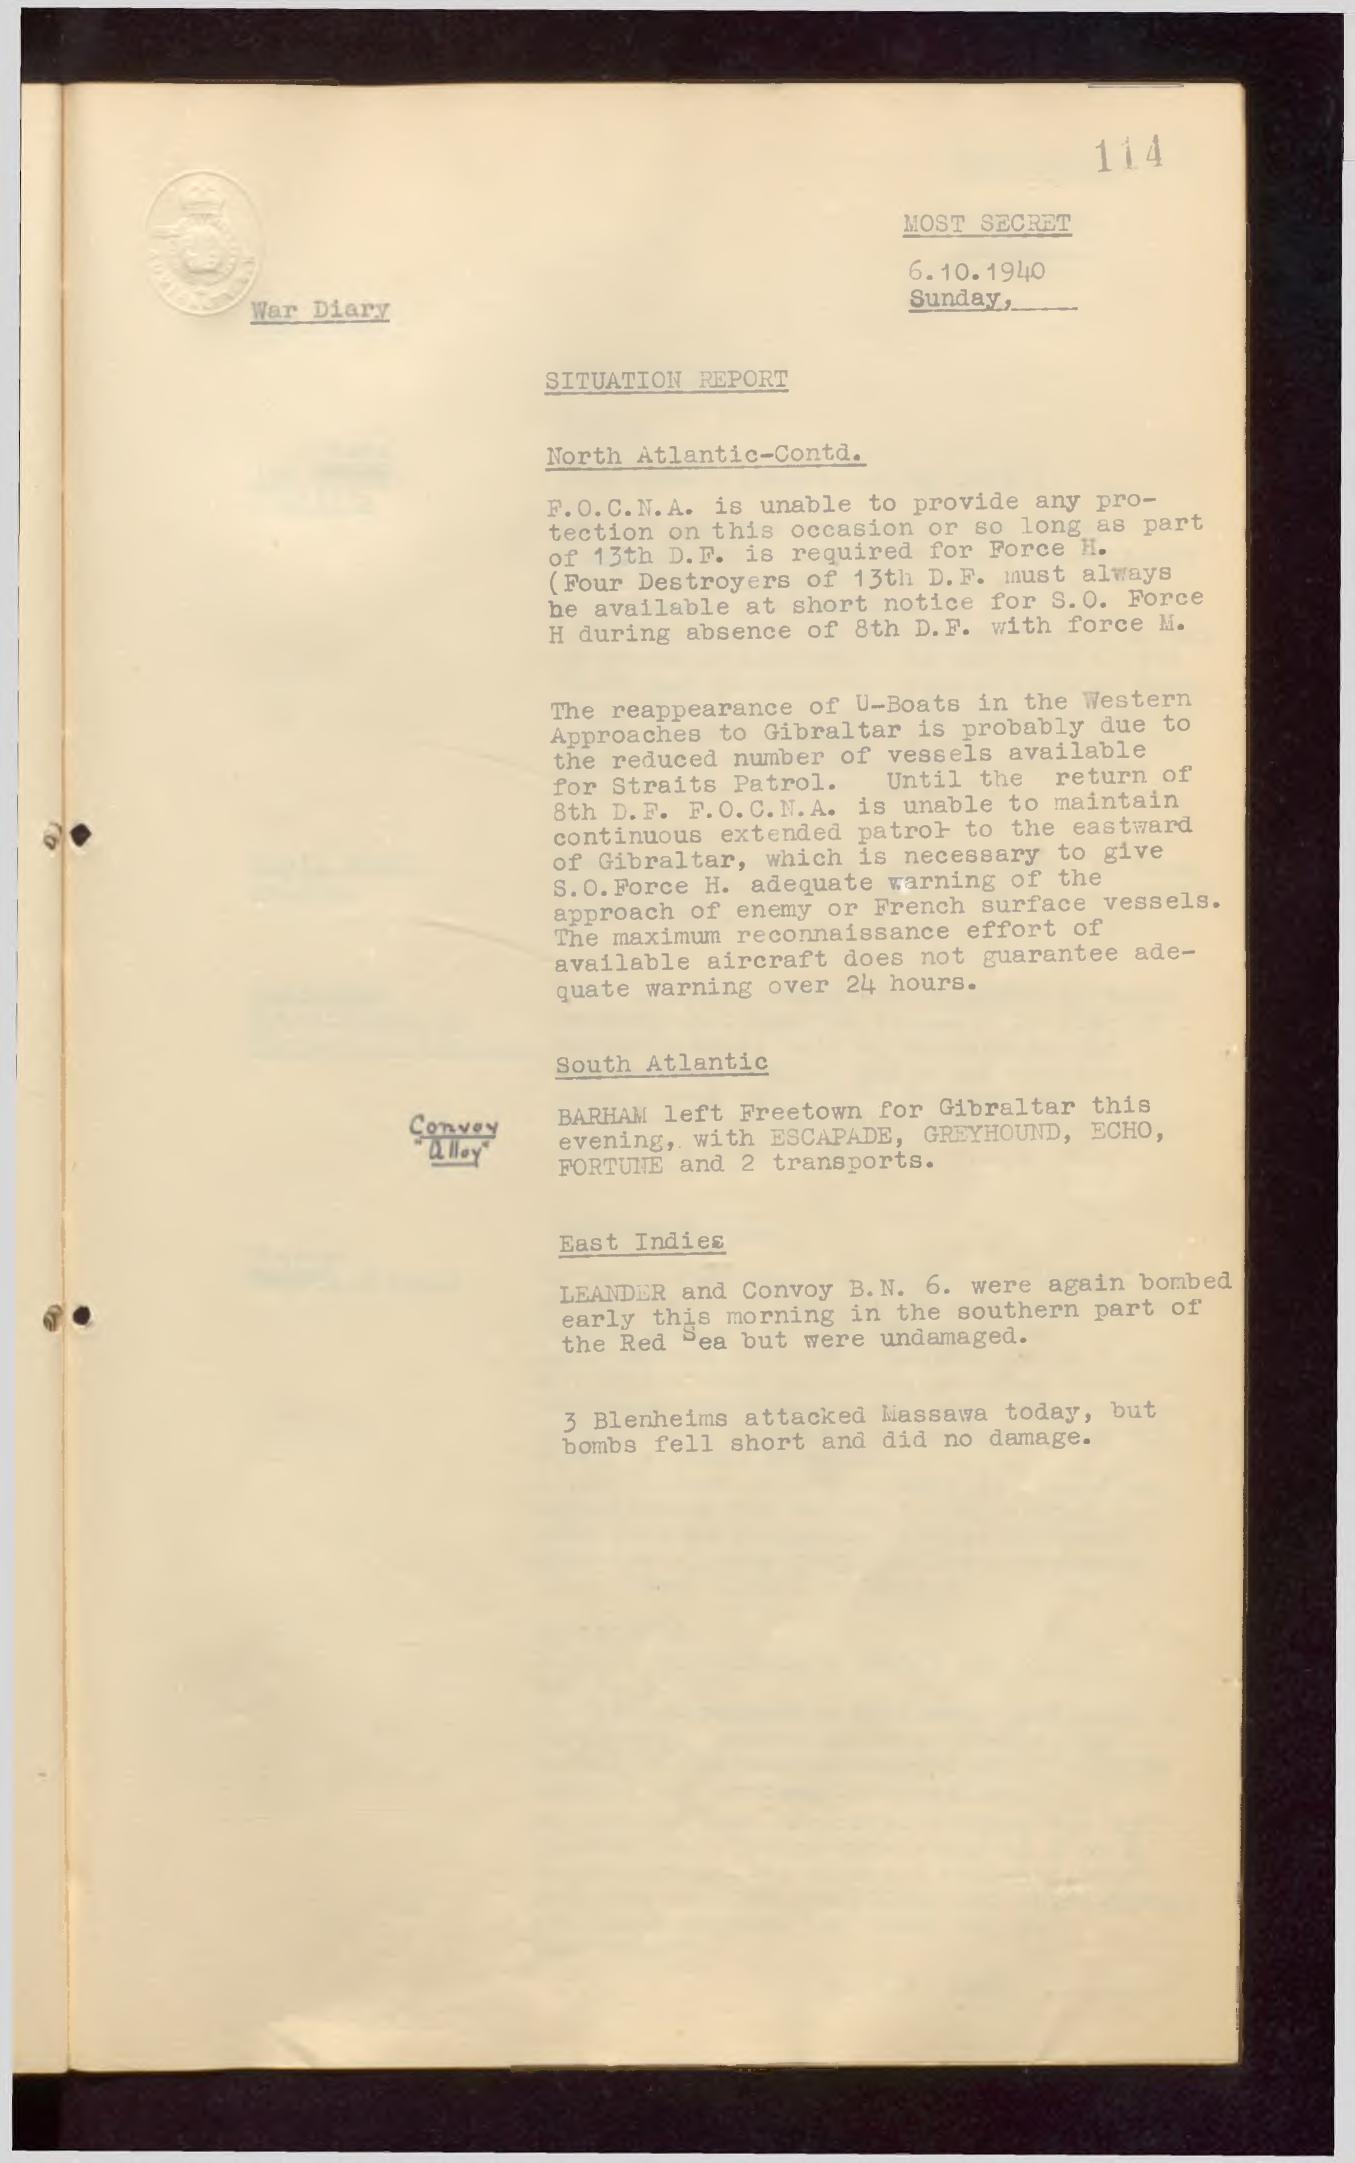 114
MOST SECRET
6.10.1940
Sunday,
War Diary
SITUATION REPORT
North Atlantic-Contd.
F.O.C.N.A. is unable to provide any pro-
tection on this occasion or so long as part
of 13th D.F. is required for Force H.
(Four Destroyers of 13th D.F. must always
be available at short notice for S.O. Force
H during absence of 8th D.F. with force M.
The reappearance of U-Boats in the Western
Approaches to Gibraltar is probably due to
the reduced number of vessels available
for Straits Patrol. Until the return of
8th D.F. F.O.C.N.A. is unable to maintain
continuous extended patrol to the eastward
of Gibraltar, which is necessary to give
S.O.Force H. adequate warning of the
approach of enemy or French surface vessels.
The maximum reconnaissance effort of
available aircraft does not guarantee ade-
quate warning over 24 hours.
South Atlantic
Convoy
"Alloy"
BARHAM left Freetown for Gibraltar this
evening, with ESCAPADE, GREYHOUND, ECHO,
FORTUNE and 2 transports.
East Indies
LEANDER and Convoy B.N. 6. were again bombed
early this morning in the southern part of
the Red Sea but were undamaged.
3 Blenheims attacked Massawa today, but
bombs fell short and did no damage.